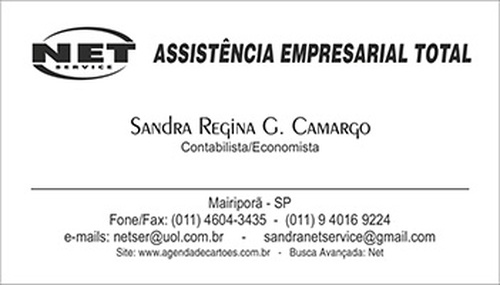 NET
SERVICE
ASSISTÊNCIA EMPRESARIAL TOTAL
Sandra Regina G. Camargo
Contabilista/Economista
Mairiporã - SP
Fone/Fax: (011) 4604-3435 - (011) 9 4016 9224
e-mails: netser@uol.com.br - sandranetservice@gmail.com
Site: www.agendadecartoes.com.br - Busca Avançada: Net